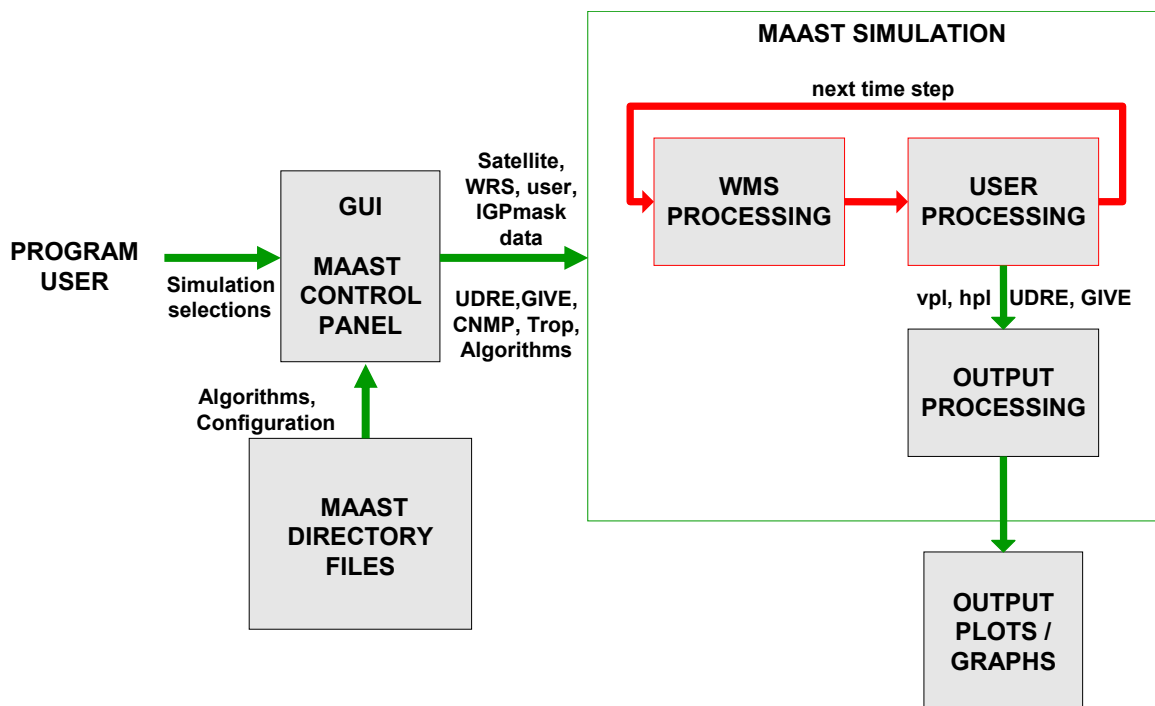 MAAST SIMULATION
next time step
WMS
PROCESSING
USER
PROCESSING
Satellite,
WRS, user,
IGPmask
data
GUI
MAAST
CONTROL
PANEL
PROGRAM
USER
Simulation
selections
UDRE,GIVE,
CNMP, Trop,
Algorithms
vpl, hpl
UDRE, GIVE
OUTPUT
PROCESSING
Algorithms,
Configuration
MAAST
DIRECTORY
FILES
OUTPUT
PLOTS /
GRAPHS